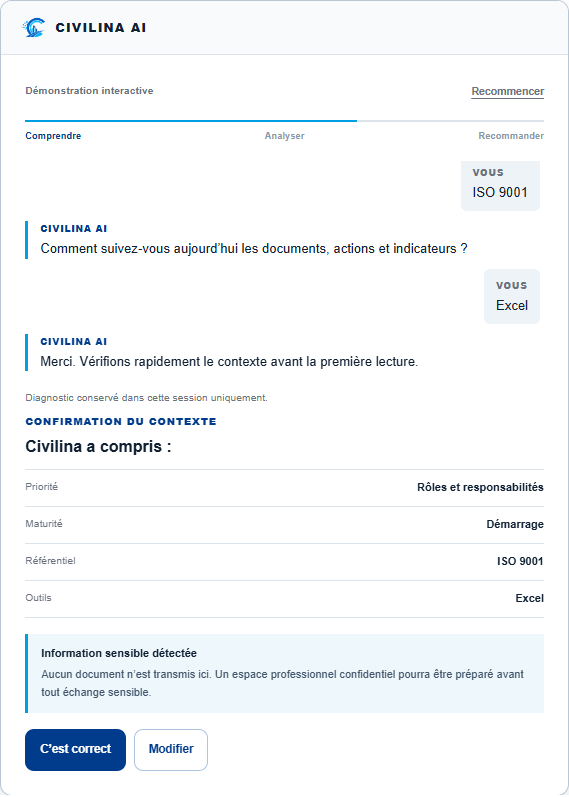 CIVILINA AI
Démonstration interactive
Recommencer
Comprendre
Analyser
Recommander
VOUS
ISO 9001
CIVILINA AI
Comment suivez-vous aujourd'hui les documents, actions et indicateurs ?
VOUS
Excel
CIVILINA AI
Merci. Vérifions rapidement le contexte avant la première lecture.
Diagnostic conservé dans cette session uniquement.
CONFIRMATION DU CONTEXTE
Civilina a compris :
Priorité
Rôles et responsabilités
Maturité
Démarrage
Référentiel
ISO 9001
Outils
Excel
Information sensible détectée
Aucun document n'est transmis ici. Un espace professionnel confidentiel pourra être préparé avant
tout échange sensible.
C'est correct
Modifier